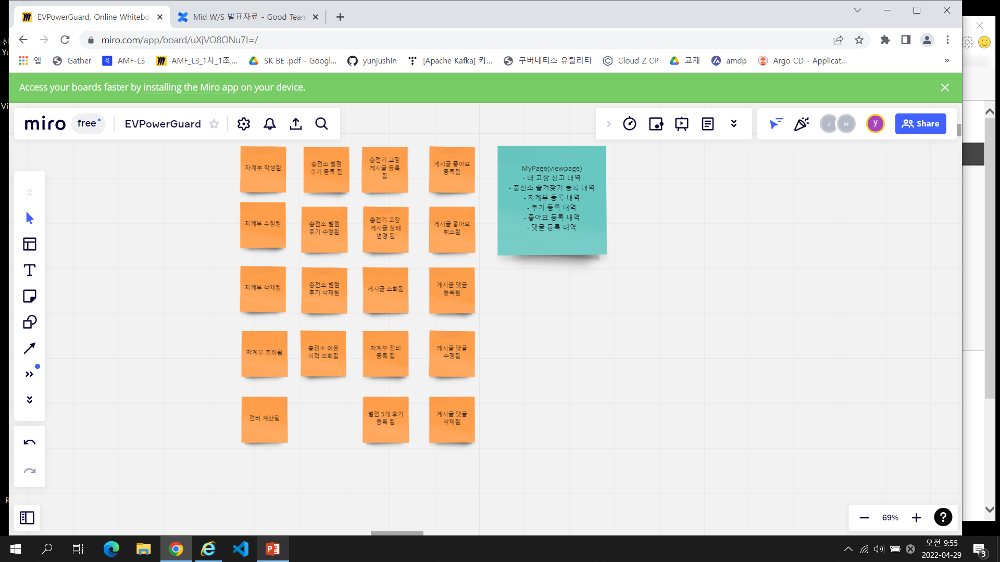 EVPowerGuard, Online Whitebo
Mid W/S 발표자료 - Good Team
miro.com/app/board/uXjVO8ONu7I=/
앱
Gather
AMF-L3
AMF_L3_1차_1조,...
SK BE .pdf - Googl...
yunjushin
[Apache Kafka] 카...
쿠버네티스 유틸리티
Cloud Z CP
교재
amdp
Argo CD - Applicat...
»
Access your boards faster by installing the Miro app on your device.
miro
free
EVPowerGuard
J
W
y
Share
차계부 작성됨
충전소 별점
후기 등록 됨
충전기 고장
게시글 등록
됨
게시글 좋아요
등록됨
MyPage(viewpage)
- 내 고장 신고 내역
- 충전소 즐겨찾기 등록 내역
- 차계부 등록 내역
- 후기 등록 내역
- 좋아요 등록 내역
- 댓글 등록 내역
차계부 수정됨
충전소 별점
후기 수정됨
충전기 고장
게시글 상태
변경 됨
게시글 좋아요
취소됨
차계부 삭제됨
충전소 별점
후기 삭제됨
게시글 조회됨
게시글 댓글
등록됨
차계부 조회됨
충전소 이용
이력 조회됨
차계부 전비
등록 됨
게시글 댓글
수정됨
전비 계산됨
별점 5개 후기
등록 됨
게시글 댓글
삭제됨
69%
?
오전 9:55
2022-04-29
3